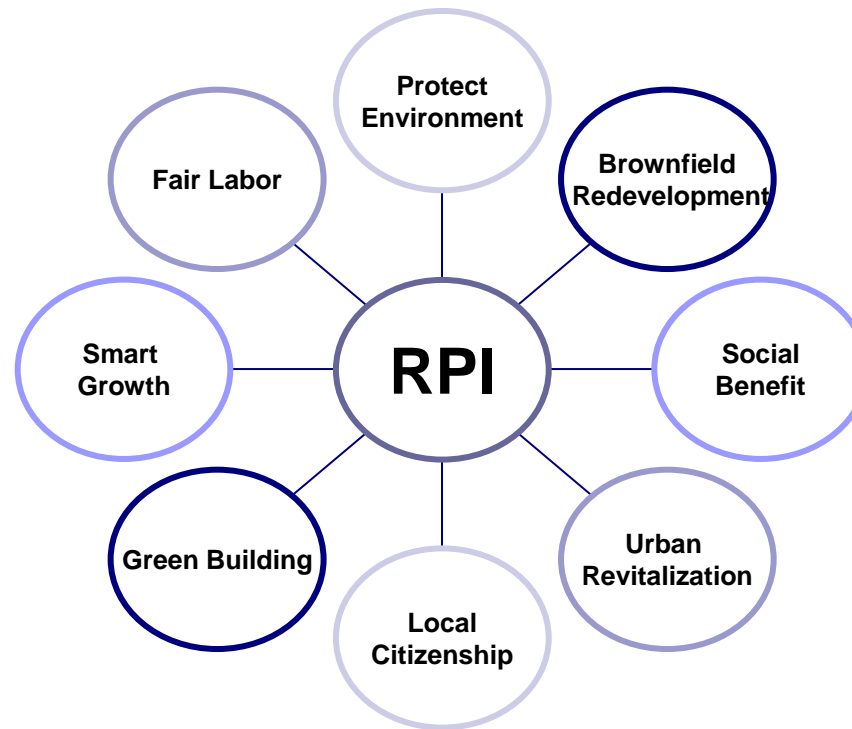 Protect
Environment
Brownfield
Redevelopment
Fair Labor
RPI
Smart
Growth
Social
Benefit
Green Building
Urban
Revitalization
Local
Citizenship